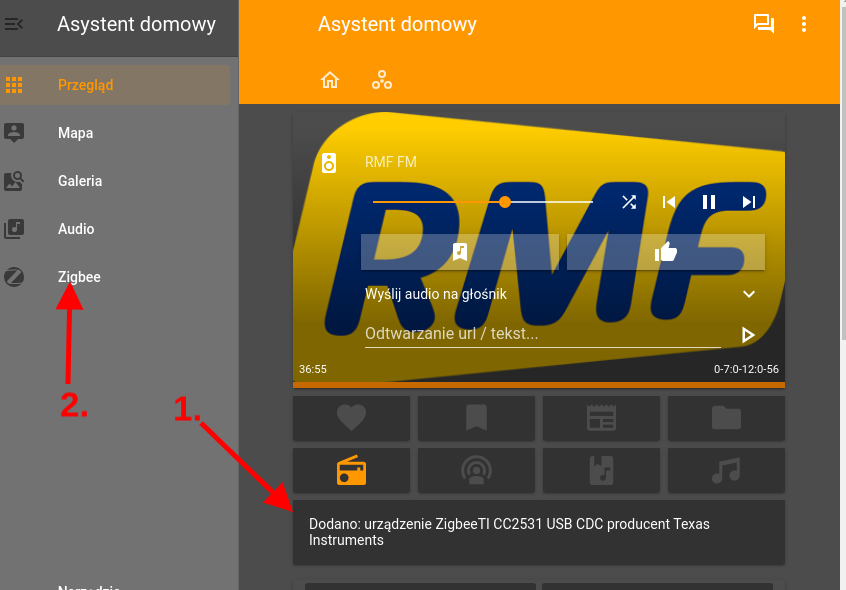 Asystent domowy
Asystent domowy
Przegląd
Mapa
Galeria
Audio
Zigbee
2.
1.
RMF FM
RMF
Wyślij audio na głośnik
Odtwarzanie url / tekst...
36:55
0-7:0-12:0-56
Dodano: urządzenie ZigbeeTI CC2531 USB CDC producent Texas
Instruments